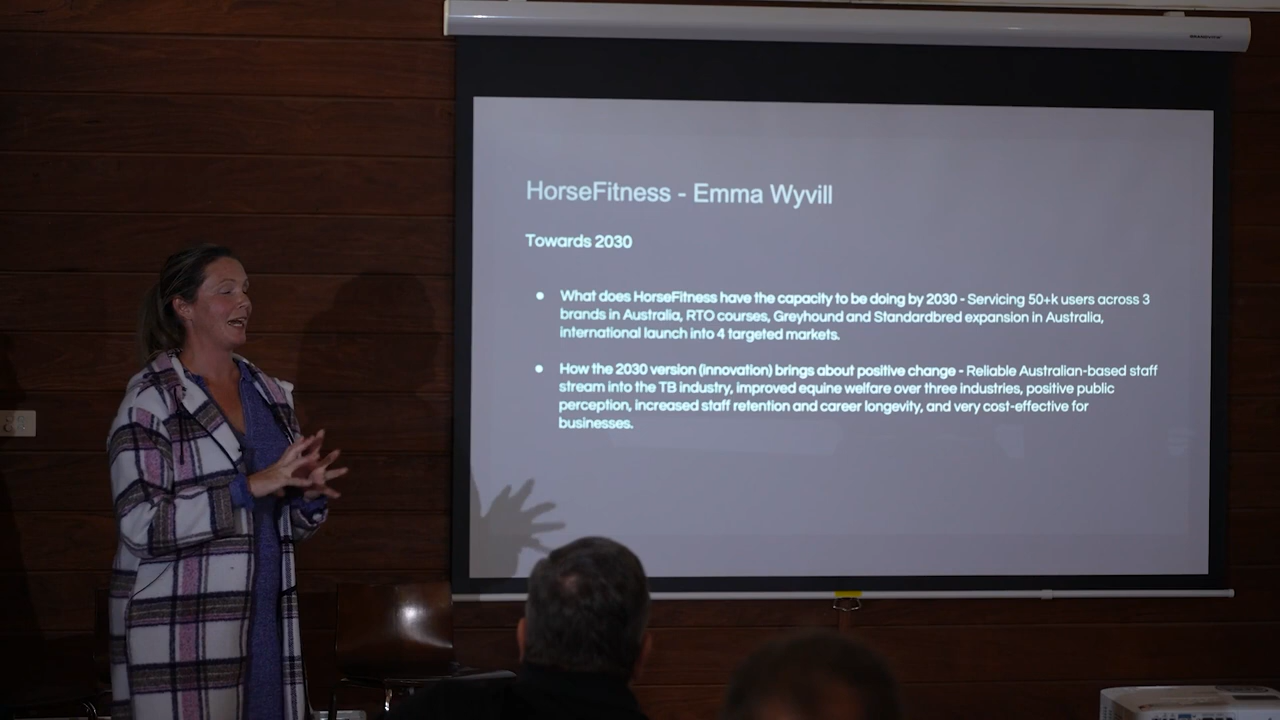 HorseFitness - Emma Wyvill
Towards 2030
● What does HorseFitness have the capacity to be doing by 2030 - Servicing 50+k users across 3
brands in Australia, RTO courses, Greyhound and Standardbred expansion in Australia,
international launch into 4 targeted markets.
● How the 2030 version (innovation) brings about positive change - Reliable Australian-based staff
stream into the TB industry, improved equine welfare over three industries, positive public
perception, increased staff retention and career longevity, and very cost-effective for
businesses.